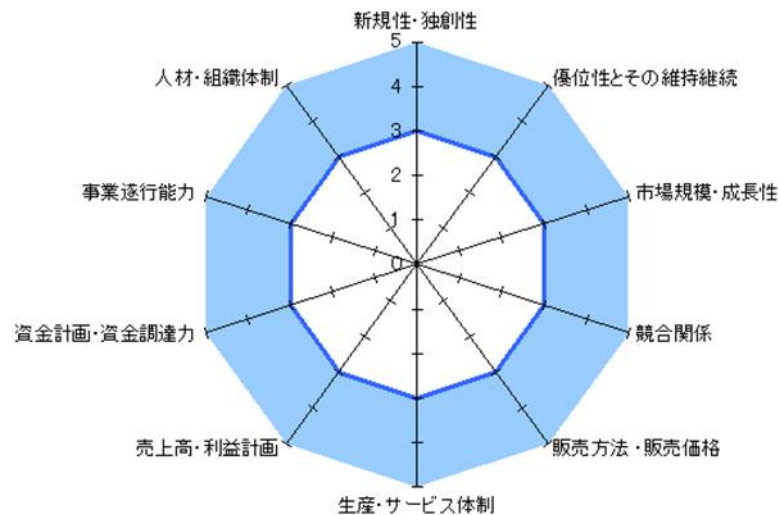 新規性・独創性
5
4
3
2
1
0
優位性とその維持継続
市場規模・成長性
競合関係
販売方法・販売価格
生産・サービス体制
売上高・利益計画
資金計画・資金調達力
事業遂行能力
人材・組織体制